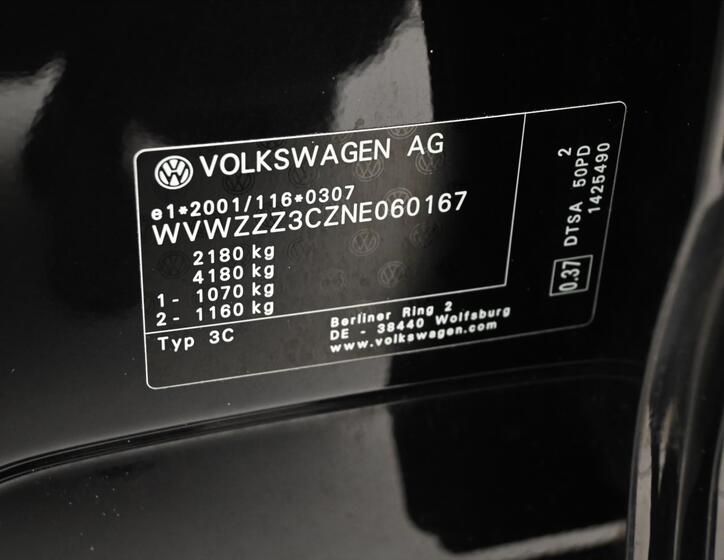 VOLKSWAGEN AG
e1*2001/116*0307
WVWZZZ3CZNE060167
2180 kg
4180 kg
1- 1070 kg
2- 1160 kg
Typ 3C
Berliner Ring 2
DE - 38440 Wolfsburg
www.volkswagen.com
0.37
DTSA 50PD 2
1425490